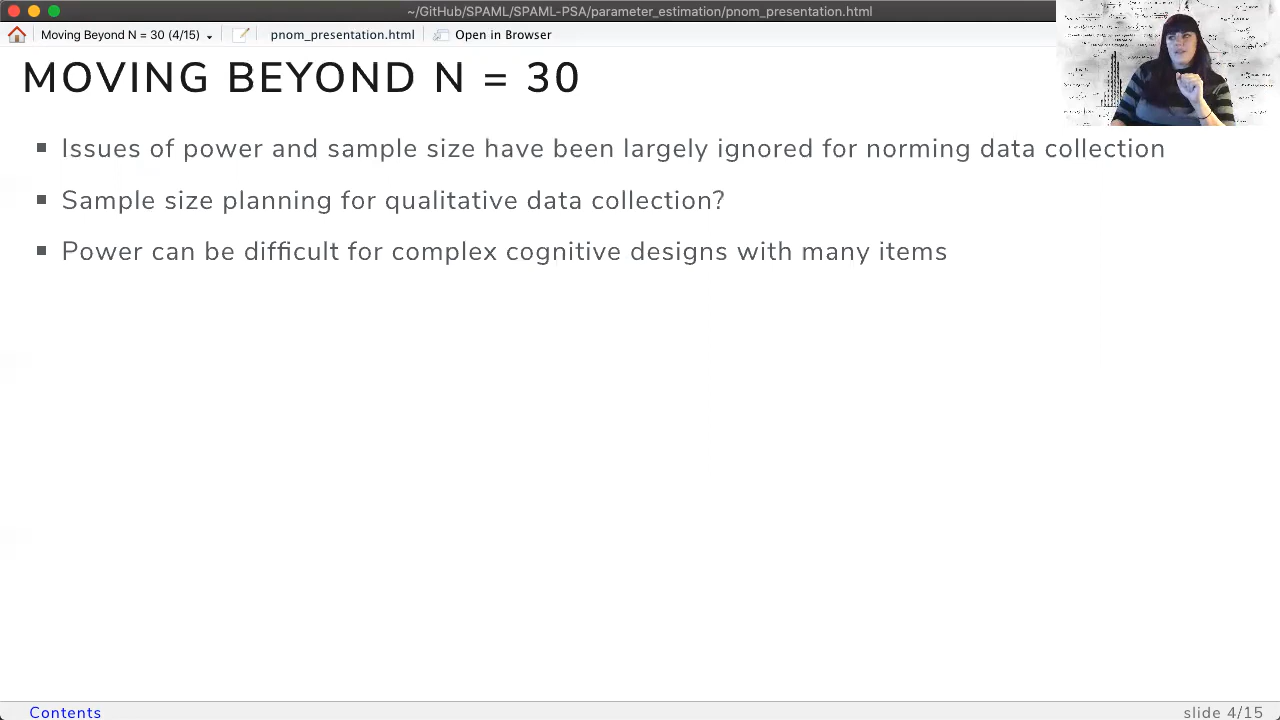 ~/GitHub/SPAML/SPAML-PSA/parameter_estimation/pnom_presentation.html
Moving Beyond N = 30 (4/15)
pnom_presentation.html
Open in Browser
MOVING BEYOND N = 30
Issues of power and sample size have been largely ignored for norming data collection
Sample size planning for qualitative data collection?
Power can be difficult for complex cognitive designs with many items
Contents
slide 4/15